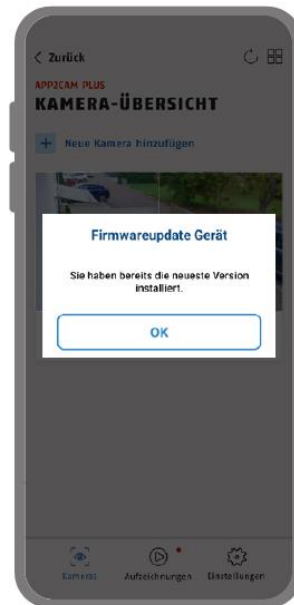 Zurück
APP2CAM PLUS
KAMERA-ÜBERSICHT
+ Neue Kamera hinzufügen
Firmwareupdate Gerät
Sie haben bereits die neueste Version
installiert.
OK
Kameras Aufzeichnungen Einstellungen